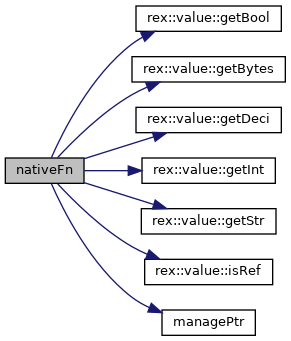 rex::value::getBool
rex::value::getBytes
rex::value::getDeci
nativeFn
rex::value::getInt
rex::value::getStr
rex::value::isRef
managePtr